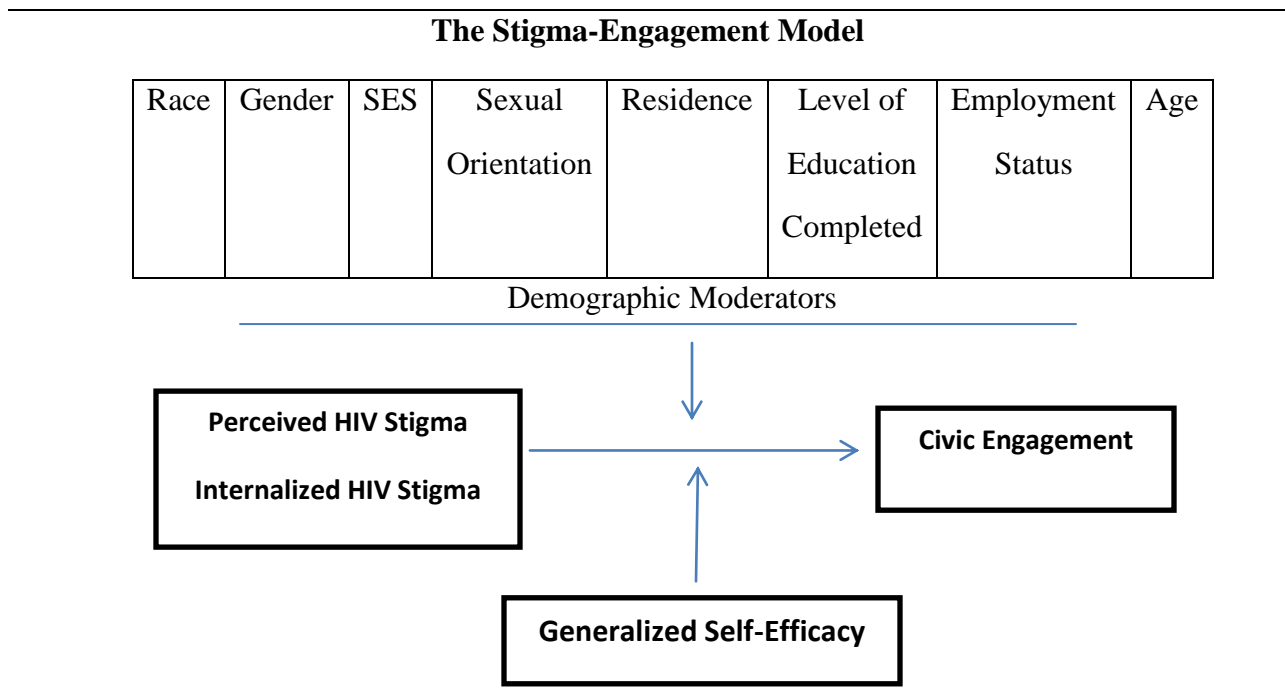 The Stigma-Engagement Model
Race Gender SES Sexual Residence Level of Employment Age
Orientation Education Status
Completed
Demographic Moderators
Perceived HIV Stigma
Internalized HIV Stigma
Civic Engagement
Generalized Self-Efficacy